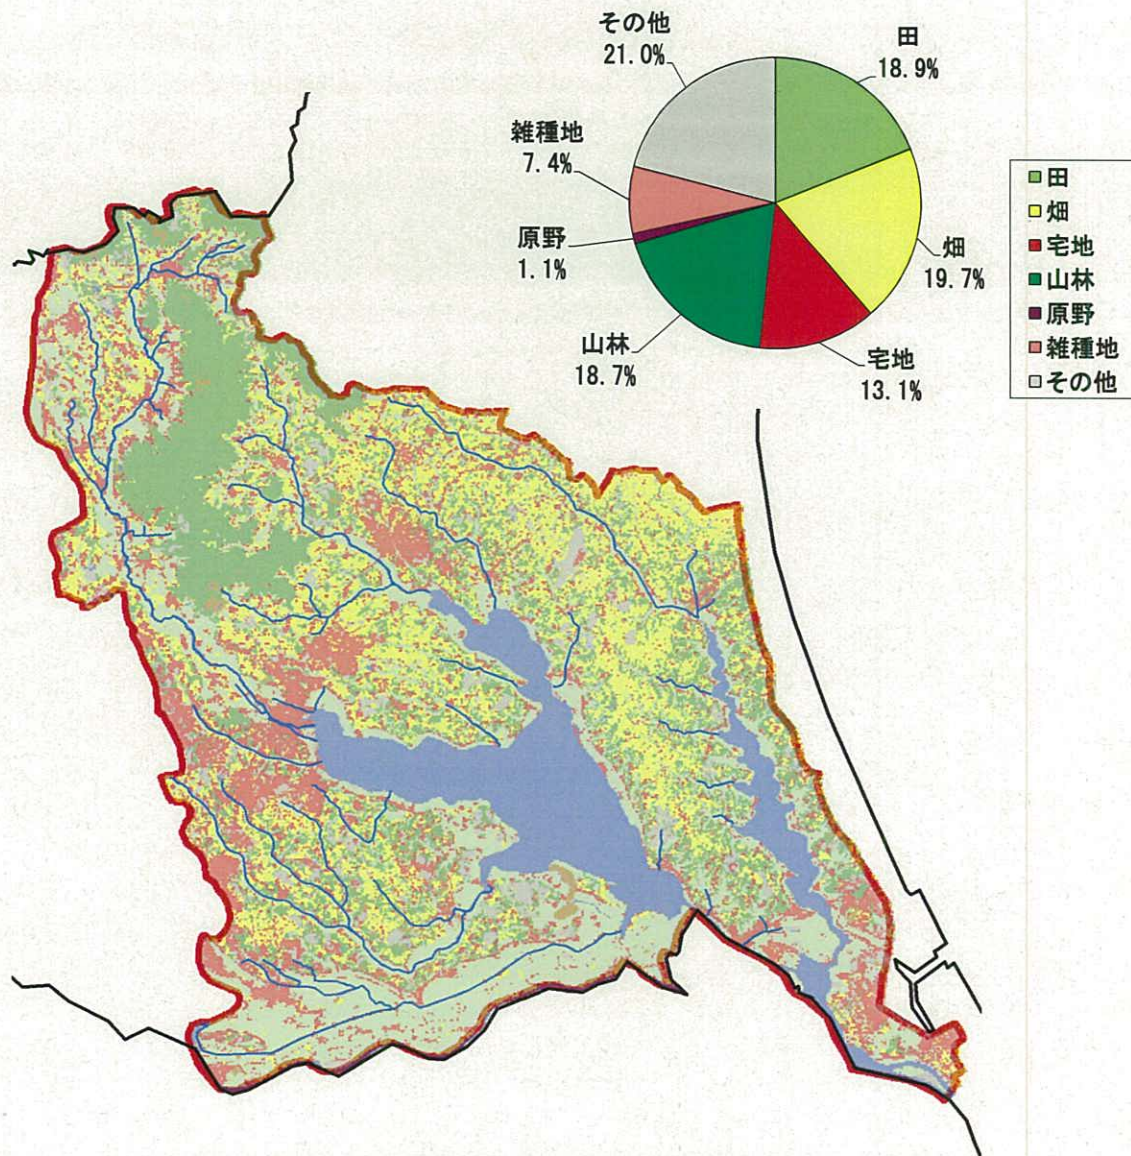 その他
21.0%
田
18.9%
雑種地
7.4%
原野
1.1%
畑
19.7%
山林
18.7%
宅地
13.1%
田
畑
宅地
山林
原野
雑種地
その他